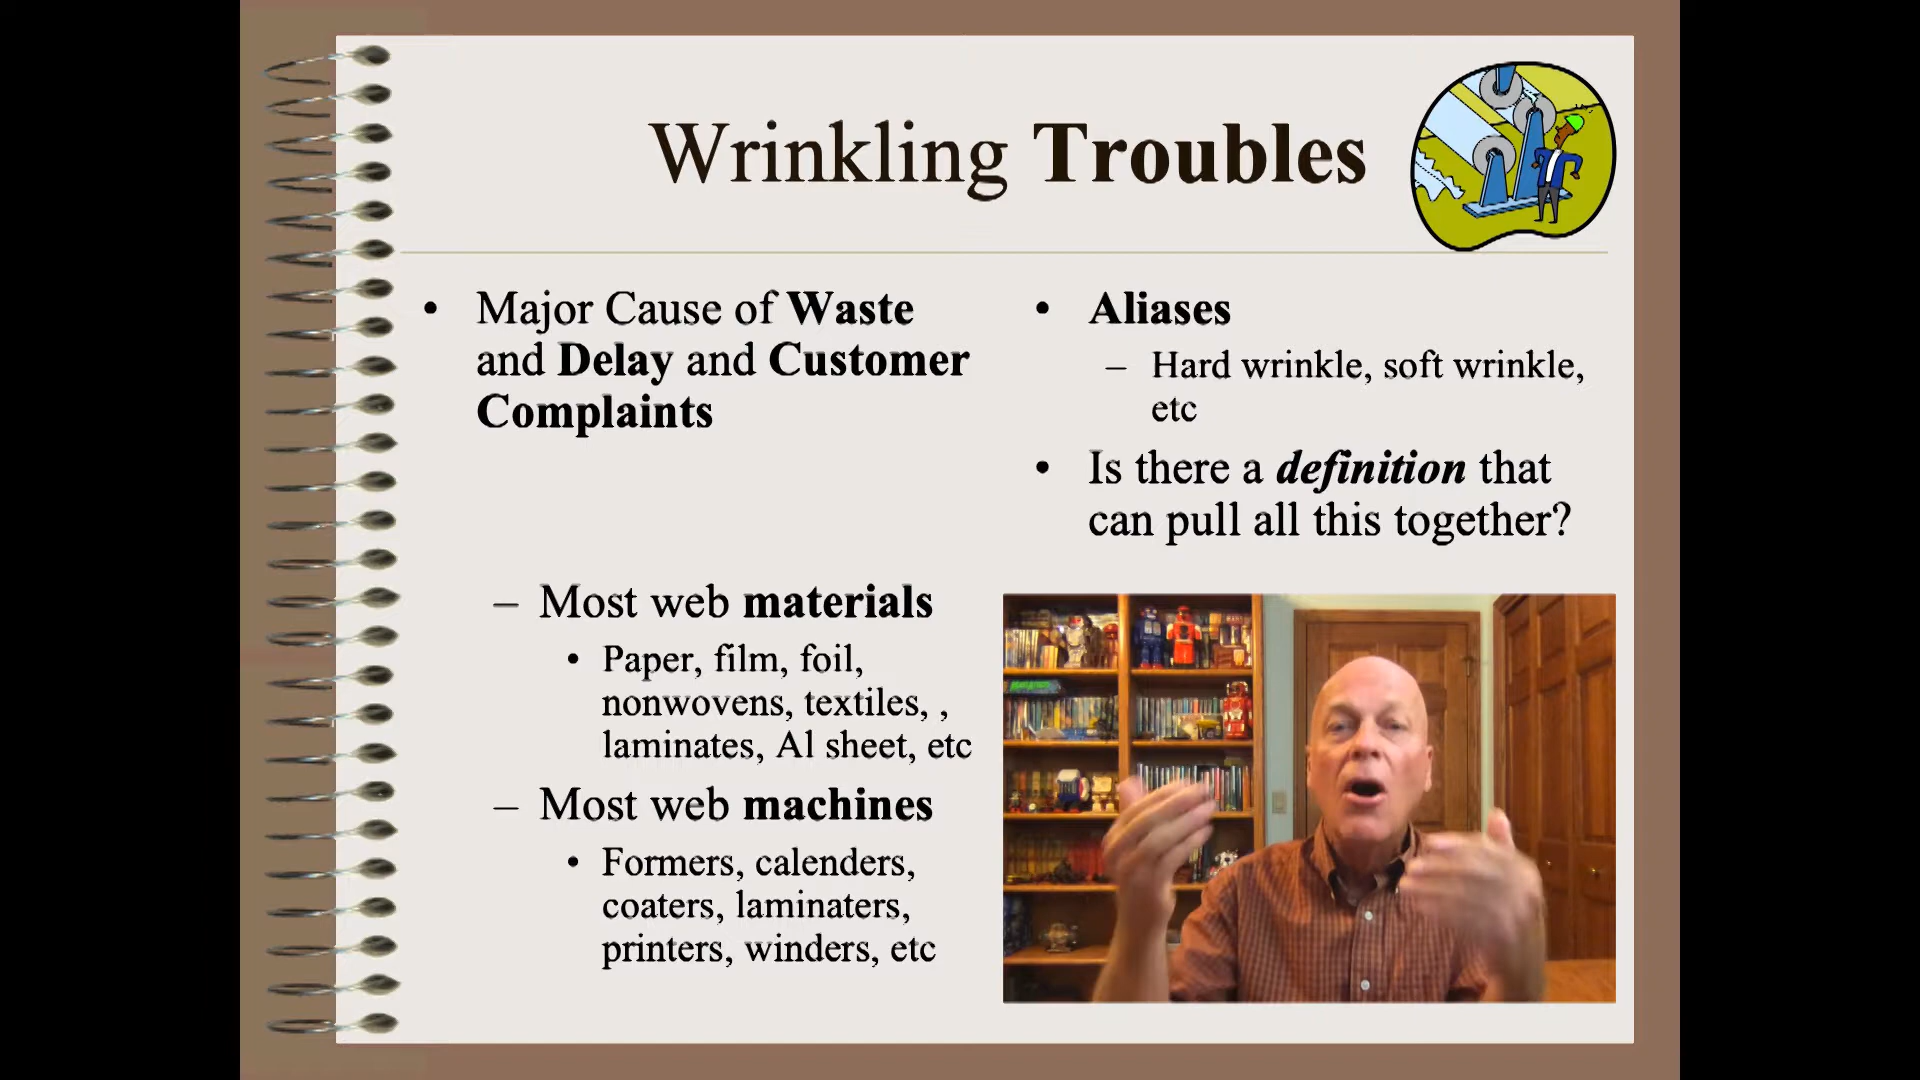 Wrinkling Troubles
• Major Cause of Waste
and Delay and Customer
Complaints
– Most web materials
• Paper, film, foil,
nonwovens, textiles, ,
laminates, Al sheet, etc
– Most web machines
• Formers, calenders,
coaters, laminaters,
printers, winders, etc
• Aliases
– Hard wrinkle, soft wrinkle,
etc
• Is there a definition that
can pull all this together?